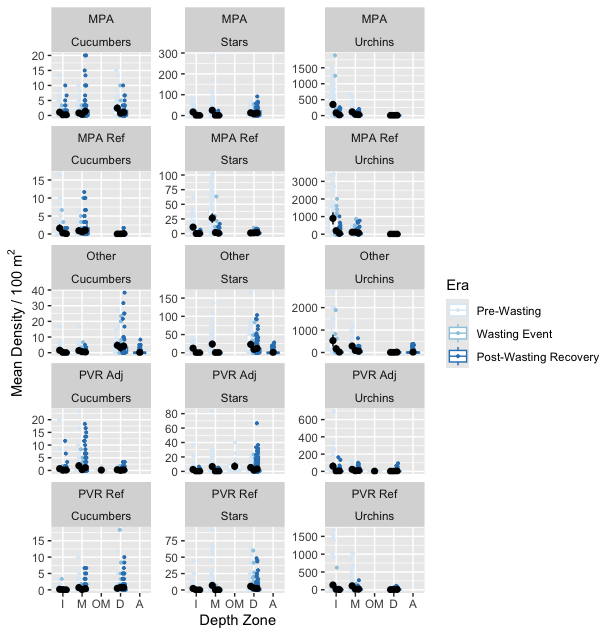 MPA MPA MPA
Cucumbers Stars Urchins
20 15 10 5 0
300 200 100 0
1500 1000 500 0
MPA Ref MPA Ref MPA Ref
Cucumbers Stars Urchins
15 10 5 0
100 75 50 25 0
3000 2000 1000 0
Other Other Other
Cucumbers Stars Urchins
40 30 20 10 0
150 100 50 0
2000 1000 0
PVR Adj PVR Adj PVR Adj
Cucumbers Stars Urchins
20 15 10 5 0
80 60 40 20 0
600 400 200 0
PVR Ref PVR Ref PVR Ref
Cucumbers Stars Urchins
15 10 5 0
75 50 25 0
1500 1000 500 0
I M OM D A I M OM D A I M OM D A
Depth Zone
Mean Density / 100 m²
Era
Pre-Wasting
Wasting Event
Post-Wasting Recovery